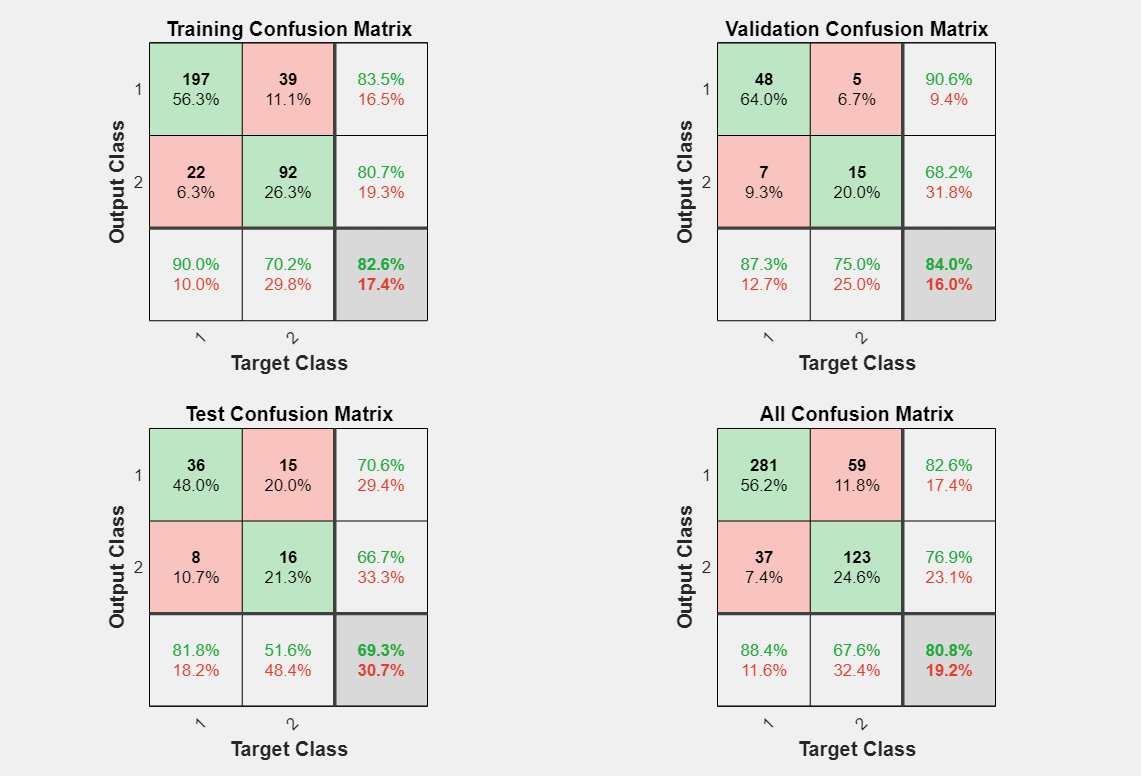 Training Confusion Matrix
197 39 83.5%
1
56.3% 11.1% 16.5%
22 92 80.7%
2
6.3% 26.3% 19.3%
90.0% 70.2% 82.6%
10.0% 29.8% 17.4%
1 2
Target Class
Output Class
Validation Confusion Matrix
48 5 90.6%
1
64.0% 6.7% 9.4%
7 15 68.2%
2
9.3% 20.0% 31.8%
87.3% 75.0% 84.0%
12.7% 25.0% 16.0%
1 2
Target Class
Output Class
Test Confusion Matrix
36 15 70.6%
1
48.0% 20.0% 29.4%
8 16 66.7%
2
10.7% 21.3% 33.3%
81.8% 51.6% 69.3%
18.2% 48.4% 30.7%
1 2
Target Class
Output Class
All Confusion Matrix
281 59 82.6%
1
56.2% 11.8% 17.4%
37 123 76.9%
2
7.4% 24.6% 23.1%
88.4% 67.6% 80.8%
11.6% 32.4% 19.2%
1 2
Target Class
Output Class